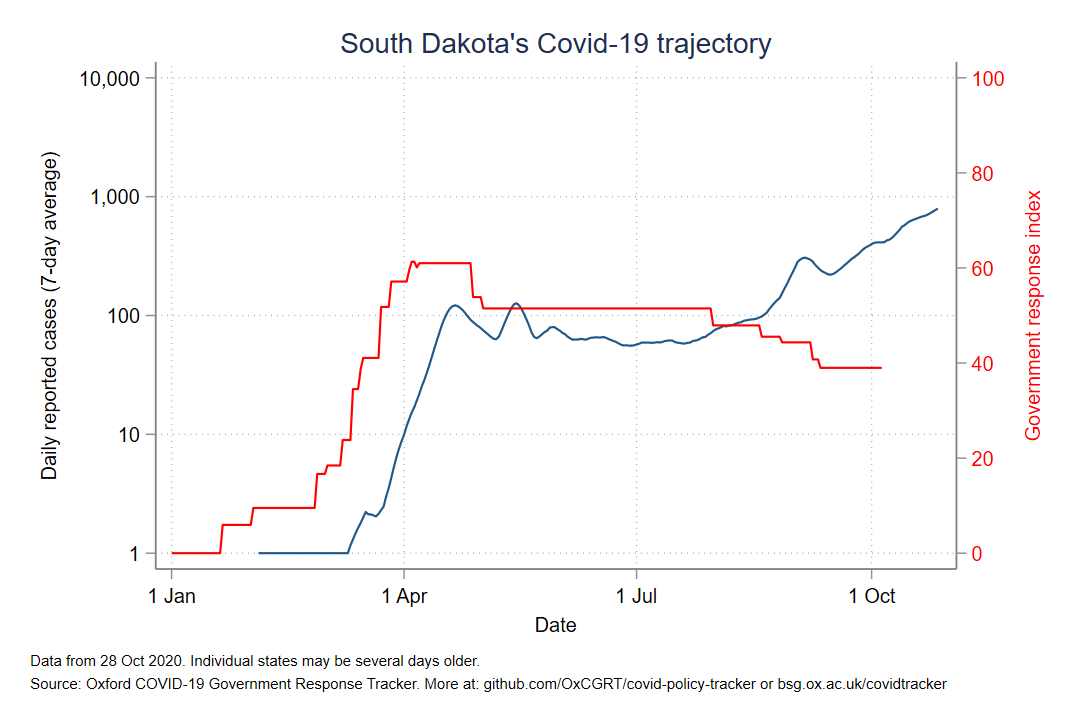 South Dakota's Covid-19 trajectory
10,000
1,000
100
10
1
Daily reported cases (7-day average)
100
80
60
40
20
0
Government response index
1 Jan
1 Apr
1 Jul
1 Oct
Date
Data from 28 Oct 2020. Individual states may be several days older.
Source: Oxford COVID-19 Government Response Tracker. More at: github.com/OxCGRT/covid-policy-tracker or bsg.ox.ac.uk/covidtracker